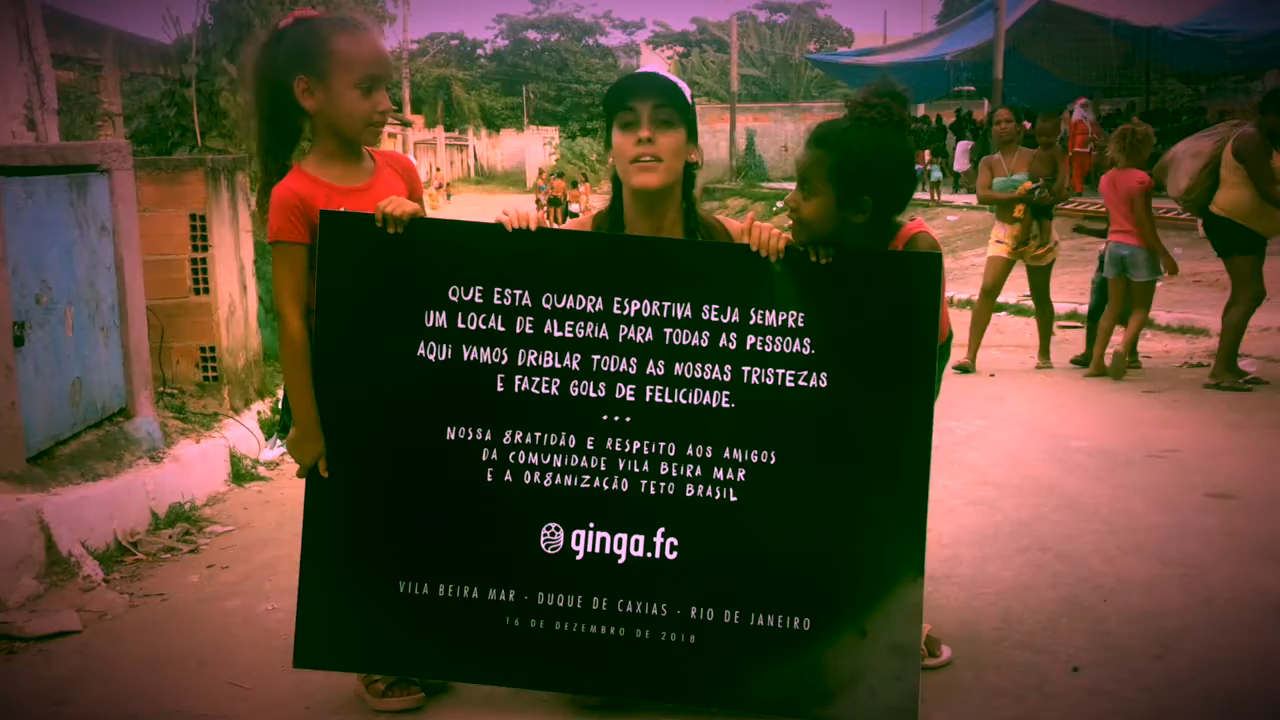 QUE ESTA QUADRA ESPORTIVA SEJA SEMPRE
UM LOCAL DE ALEGRIA PARA TODAS AS PESSOAS.
AQUI VAMOS DRIBLAR TODAS AS NOSSAS TRISTEZAS
E FAZER GOLS DE FELICIDADE.
...
NOSSA GRATIDÃO E RESPEITO AOS AMIGOS
DA COMUNIDADE VILA BEIRA MAR
E A ORGANIZAÇÃO TETO BRASIL
ginga.fc
VILA BEIRA MAR - DUQUE DE CAXIAS - RIO DE JANEIRO
16 DE DEZEMBRO DE 2018